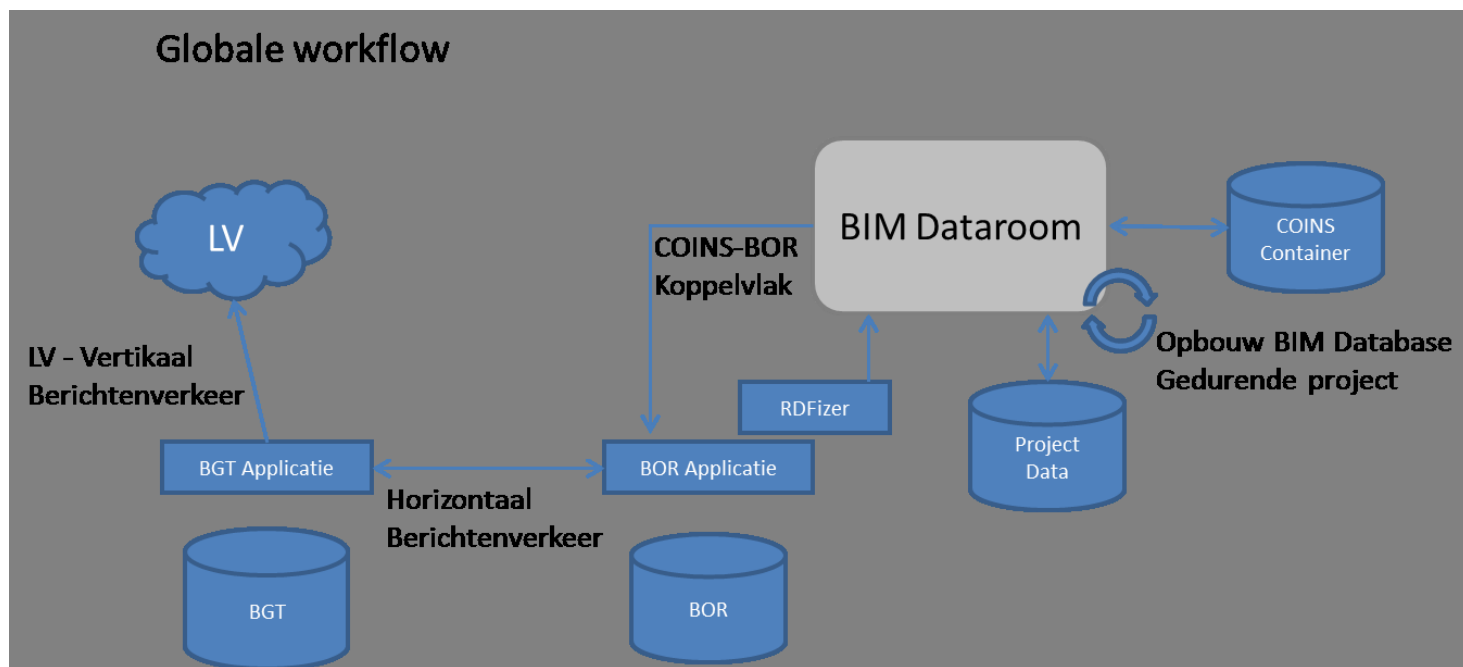 Globale workflow
LV
BIM Dataroom
COINS
Container
COINS-BOR
Koppelvlak
LV - Vertikaal
Berichtenverkeer
Opbouw BIM Database
Gedurende project
RDFizer
BGT Applicatie
BOR Applicatie
Project
Data
Horizontaal
Berichtenverkeer
BGT
BOR